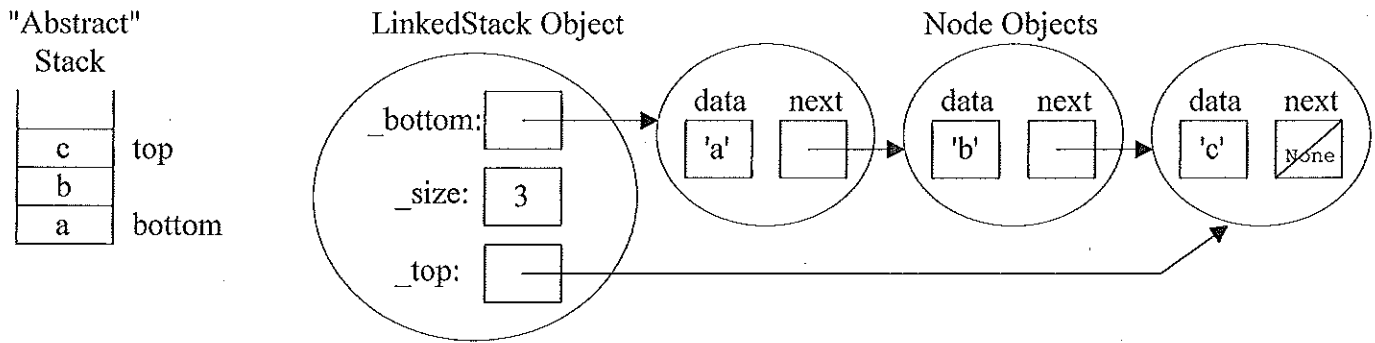 "Abstract"
Stack
c top
b
a bottom
LinkedStack Object
_bottom:
_size: 3
_top:
Node Objects
data next
'a'
data next
'b'
data next
'c' None